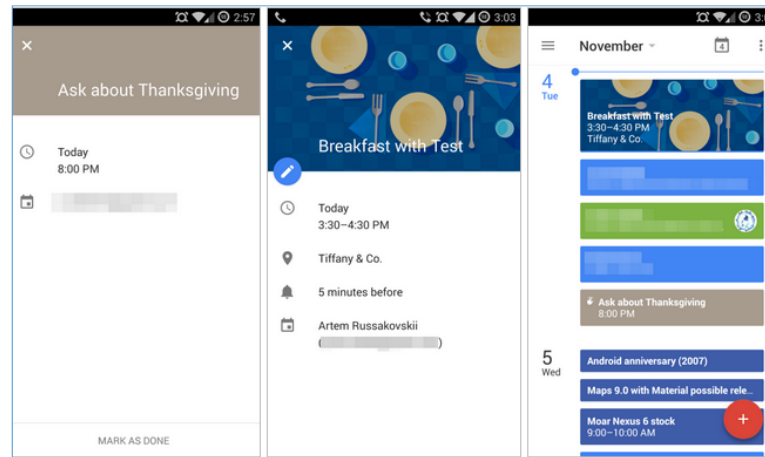 2:57
Ask about Thanksgiving
Today
8:00 PM
MARK AS DONE
3:03
Breakfast with Test
Today
3:30–4:30 PM
Tiffany & Co.
5 minutes before
Artem Russakovskii
( )
November
4
4
Tue
Breakfast with Test
3:30–4:30 PM
Tiffany & Co.
Ask about Thanksgiving
8:00 PM
5
Wed
Android anniversary (2007)
Maps 9.0 with Material possible rele...
Moar Nexus 6 stock
9:00–10:00 AM